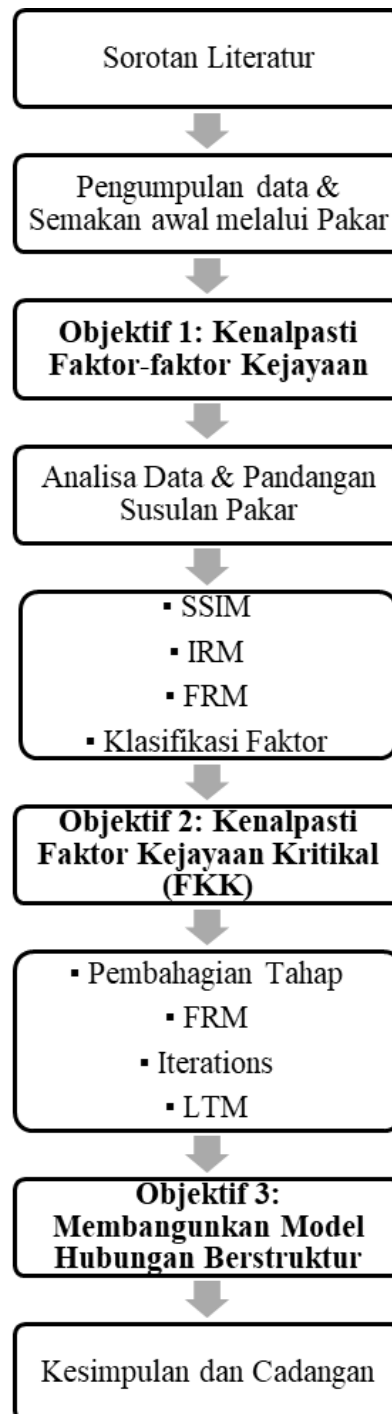 Sorotan Literatur
Pengumpulan data &
Semakan awal melalui Pakar
Objektif 1: Kenalpasti
Faktor-faktor Kejayaan
Analisa Data & Pandangan
Susulan Pakar
▪ SSIM
▪ IRM
▪ FRM
▪ Klasifikasi Faktor
Objektif 2: Kenalpasti
Faktor Kejayaan Kritikal
(FKK)
▪ Pembahagian Tahap
▪ FRM
▪ Iterations
▪ LTM
Objektif 3:
Membangunkan Model
Hubungan Berstruktur
Kesimpulan dan Cadangan